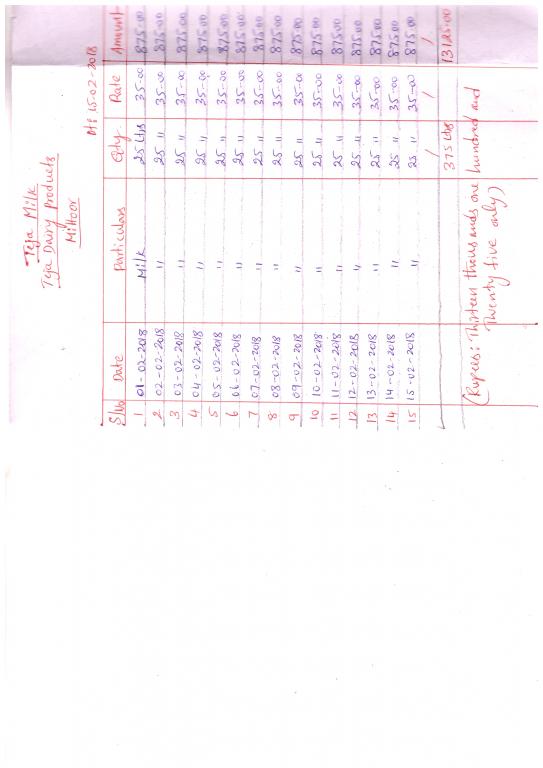 Teja Milk
Teja Dairy Products
Mittoor
Dt: 15-02-2018
S/No Date Particulars Qty Rate Amount
1 01-02-2018 Milk 25 Ltrs 35-00 875-00
2 02-02-2018 " 25 " 35-00 875-00
3 03-02-2018 " 25 " 35-00 875-00
4 04-02-2018 " 25 " 35-00 875-00
5 05-02-2018 " 25 " 35-00 875-00
6 06-02-2018 " 25 " 35-00 875-00
7 07-02-2018 " 25 " 35-00 875-00
8 08-02-2018 " 25 " 35-00 875-00
9 09-02-2018 " 25 " 35-00 875-00
10 10-02-2018 " 25 " 35-00 875-00
11 11-02-2018 " 25 " 35-00 875-00
12 12-02-2018 " 25 " 35-00 875-00
13 13-02-2018 " 25 " 35-00 875-00
14 14-02-2018 " 25 " 35-00 875-00
15 15-02-2018 " 25 " 35-00 875-00
/ / /
375 Ltrs 13125-00
(Rupees: Thirteen thousands one hundred and
Twenty five only)